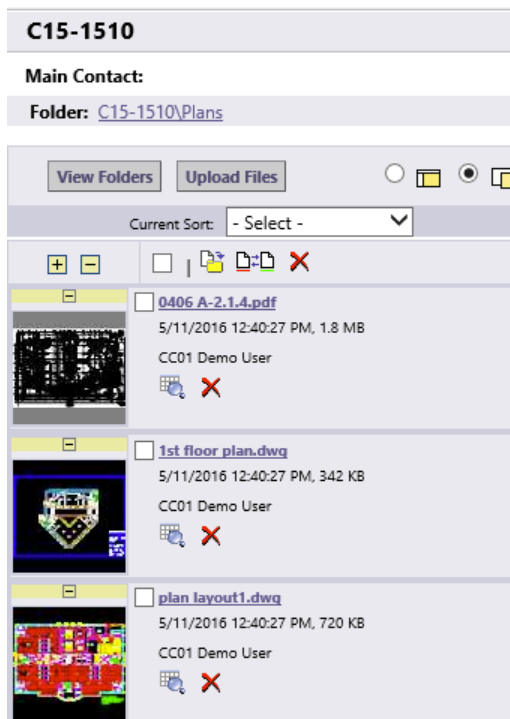 C15-1510
Main Contact:
Folder: C15-1510\Plans
View Folders Upload Files
Current Sort: - Select -
0406 A-2.1.4.pdf
5/11/2016 12:40:27 PM, 1.8 MB
CC01 Demo User
1st floor plan.dwg
5/11/2016 12:40:27 PM, 342 KB
CC01 Demo User
plan layout1.dwg
5/11/2016 12:40:27 PM, 720 KB
CC01 Demo User